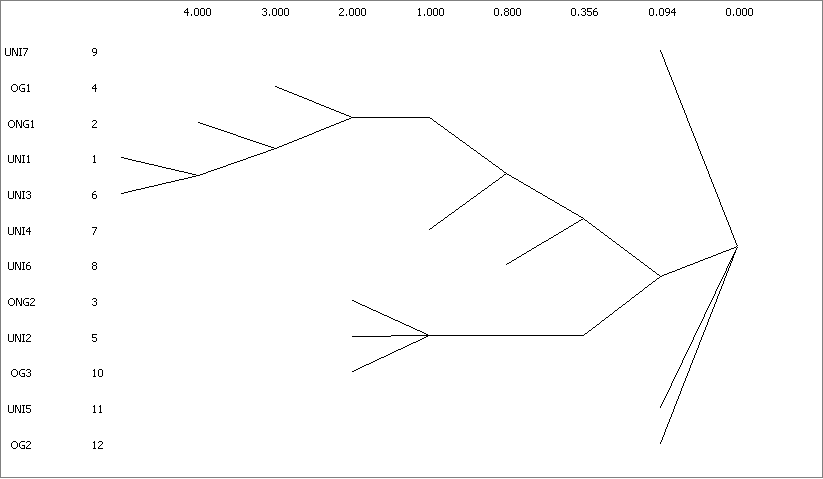 4.000 3.000 2.000 1.000 0.800 0.356 0.094 0.000
UNI7 9
OG1 4
ONG1 2
UNI1 1
UNI3 6
UNI4 7
UNI6 8
ONG2 3
UNI2 5
OG3 10
UNI5 11
OG2 12